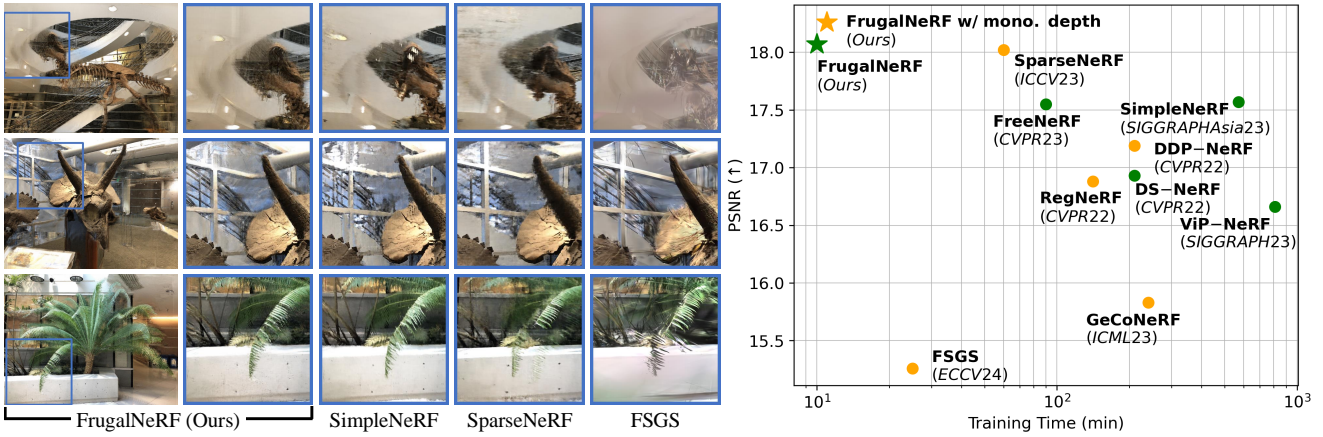 FrugalNeRF (Ours)
SimpleNeRF
SparseNeRF
FSGS
PSNR (↑)
18.0
17.5
17.0
16.5
16.0
15.5
FrugalNeRF w/ mono. depth
(Ours)
FrugalNeRF
(Ours)
SparseNeRF
(ICCV23)
FreeNeRF
(CVPR23)
SimpleNeRF
(SIGGRAPHAsia23)
DDP−NeRF
(CVPR22)
RegNeRF
(CVPR22)
DS−NeRF
(CVPR22)
ViP−NeRF
(SIGGRAPH23)
GeCoNeRF
(ICML23)
FSGS
(ECCV24)
10¹
10²
10³
Training Time (min)